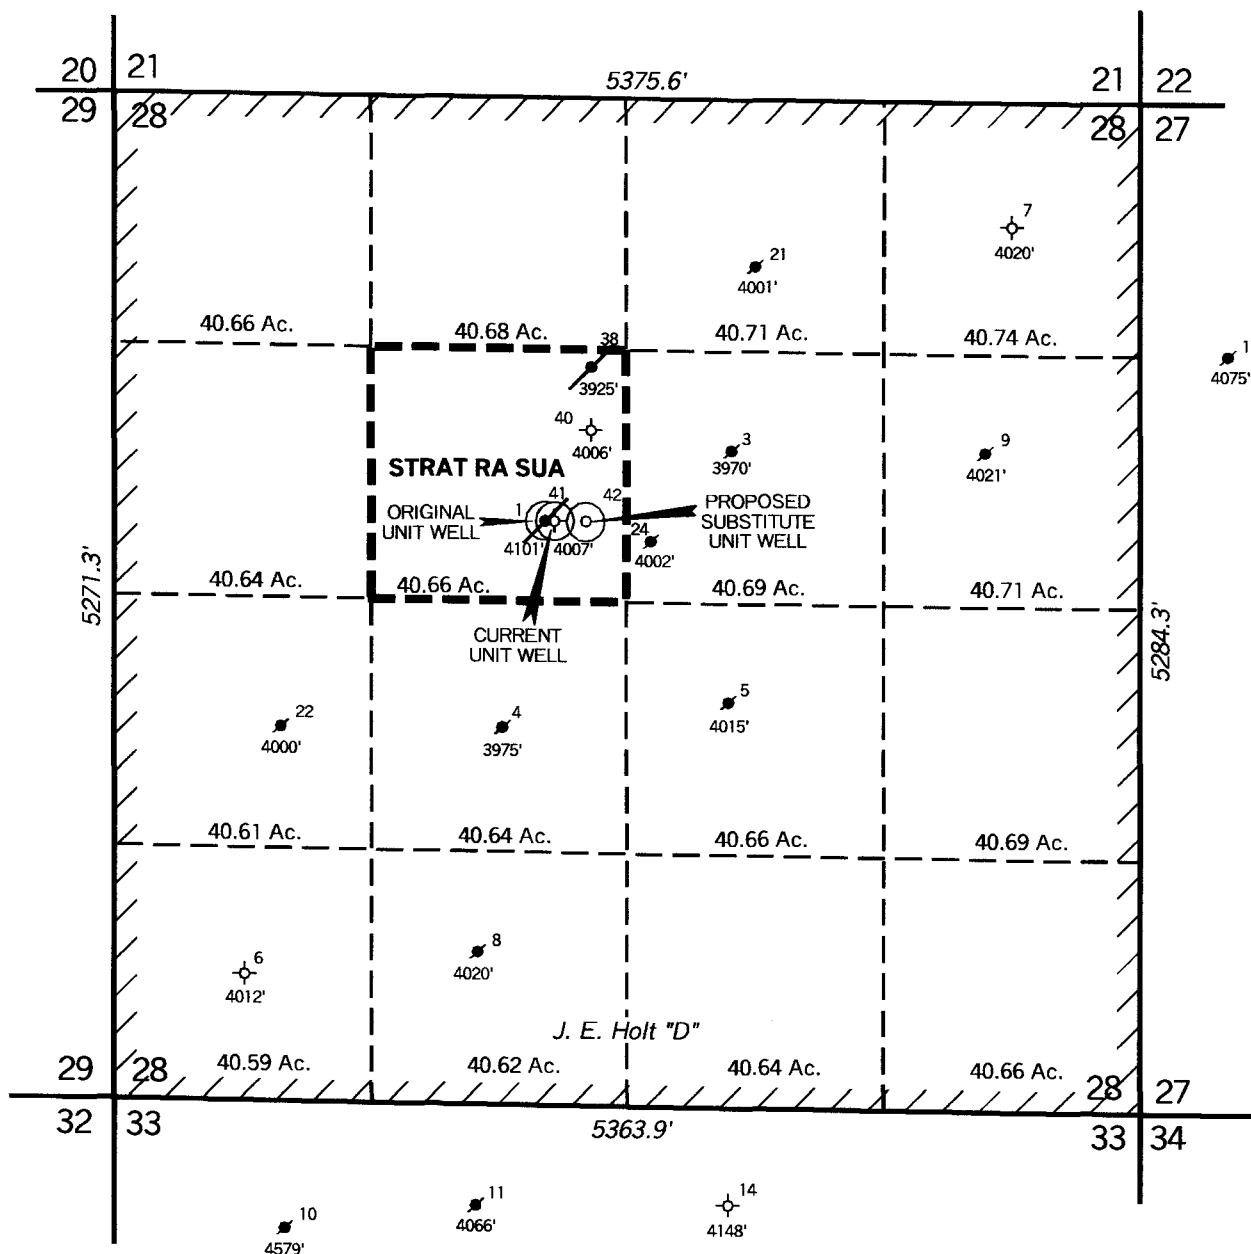 20 21
5375.6'
21 22
29 28
28 27
7
4020'
21
4001'
40.66 Ac.
40.68 Ac.
40.71 Ac.
40.74 Ac.
38
3925'
1
4075'
40
4006'
3
3970'
9
4021'
STRAT RA SUA
ORIGINAL
UNIT WELL
1
41
42
4101'
4007'
PROPOSED
SUBSTITUTE
UNIT WELL
24
4002'
5271.3'
40.64 Ac.
40.66 Ac.
40.69 Ac.
40.71 Ac.
CURRENT
UNIT WELL
5284.3'
22
4000'
4
3975'
5
4015'
40.61 Ac.
40.64 Ac.
40.66 Ac.
40.69 Ac.
6
4012'
8
4020'
J. E. Holt "D"
40.59 Ac.
40.62 Ac.
40.64 Ac.
40.66 Ac.
29 28
28 27
32 33
5363.9'
33 34
10
4579'
11
4066'
14
4148'